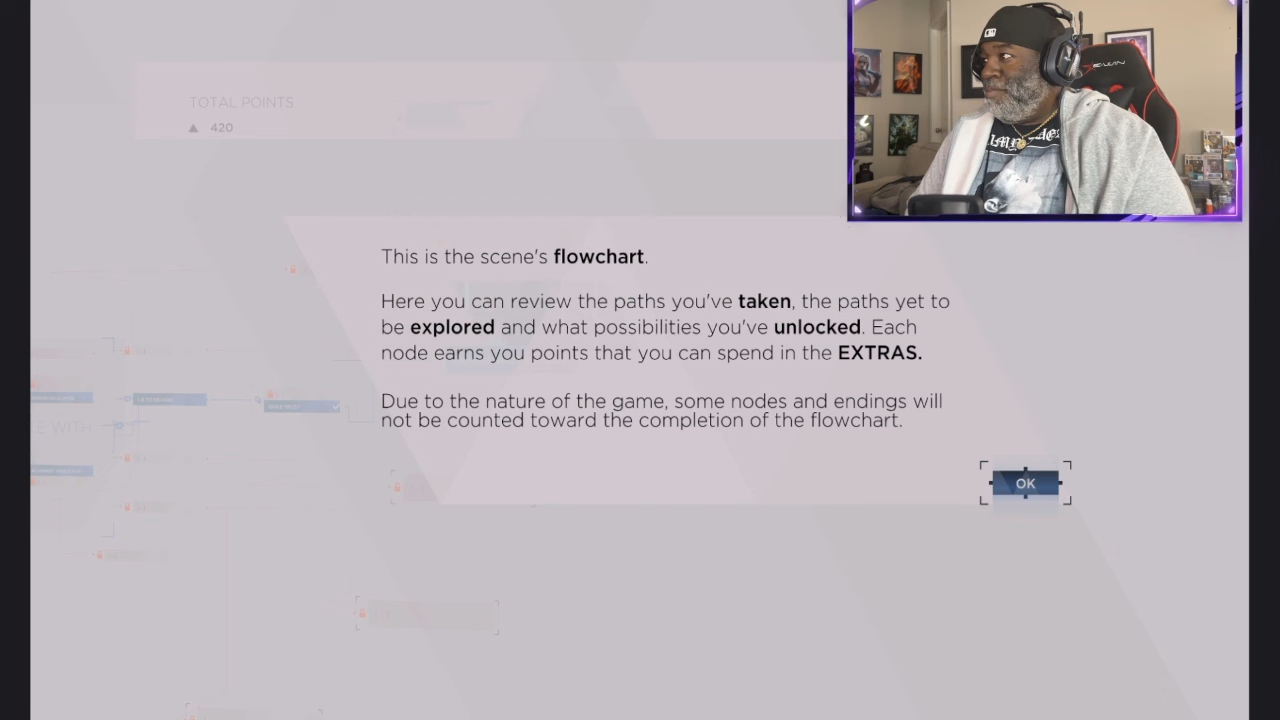 TOTAL POINTS
420
This is the scene's flowchart.
Here you can review the paths you've taken, the paths yet to
be explored and what possibilities you've unlocked. Each
node earns you points that you can spend in the EXTRAS.
Due to the nature of the game, some nodes and endings will
not be counted toward the completion of the flowchart.
OK